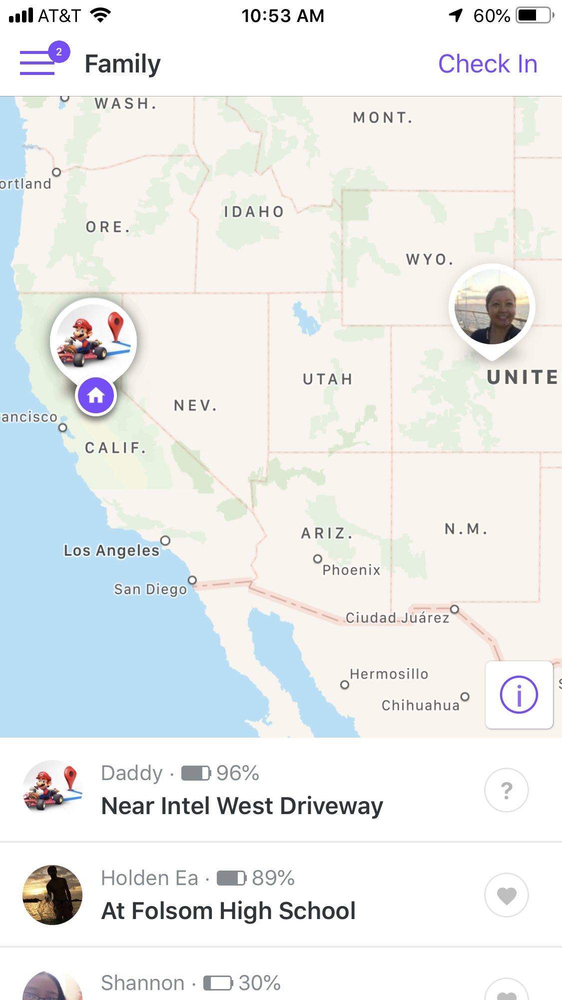 AT&T 10:53 AM 60%
2 Family Check In
WASH.
MONT.
ortland
IDAHO
ORE.
WYO.
UTAH
UNITE
NEV.
ancisco
CALIF.
N.M.
ARIZ.
Los Angeles
Phoenix
San Diego
Ciudad Juárez
Hermosillo
Chihuahua
i
Daddy · 96%
Near Intel West Driveway
?
Holden Ea · 89%
At Folsom High School
Shannon · 30%